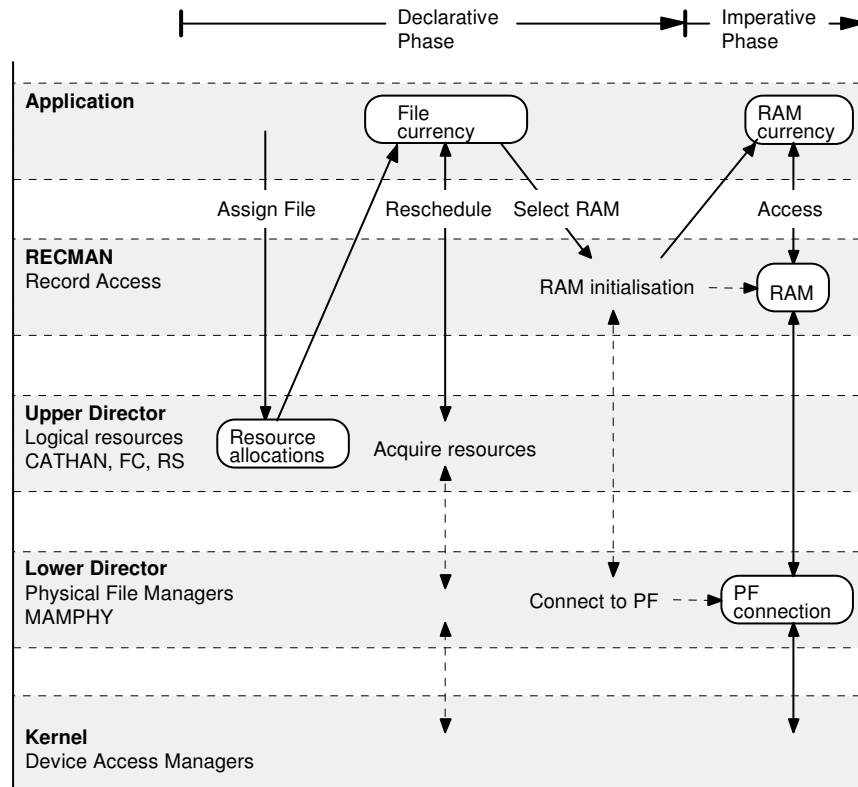 Declarative
Phase
Imperative
Phase
Application
File
currency
RAM
currency
Assign File
Reschedule
Select RAM
Access
RECMAN
Record Access
RAM initialisation
RAM
Upper Director
Logical resources
CATHAN, FC, RS
Resource
allocations
Acquire resources
Lower Director
Physical File Managers
MAMPHY
Connect to PF
PF
connection
Kernel
Device Access Managers